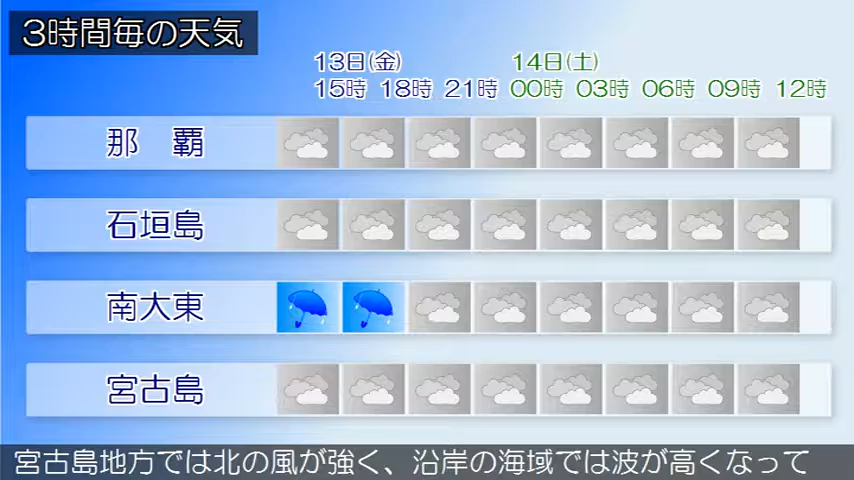 3時間毎の天気
13日(金) 14日(土)
15時 18時 21時 00時 03時 06時 09時 12時
那　覇
石垣島
南大東
宮古島
宮古島地方では北の風が強く、沿岸の海域では波が高くなって